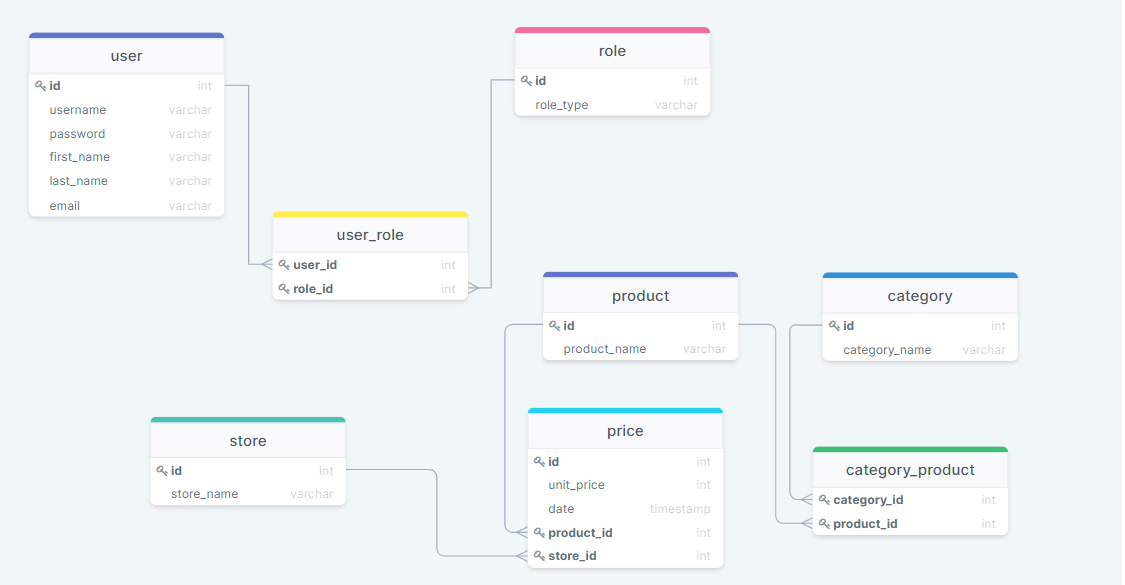 user
id int
username varchar
password varchar
first_name varchar
last_name varchar
email varchar
role
id int
role_type varchar
user_role
user_id int
role_id int
product
id int
product_name varchar
category
id int
category_name varchar
store
id int
store_name varchar
price
id int
unit_price int
date timestamp
product_id int
store_id int
category_product
category_id int
product_id int